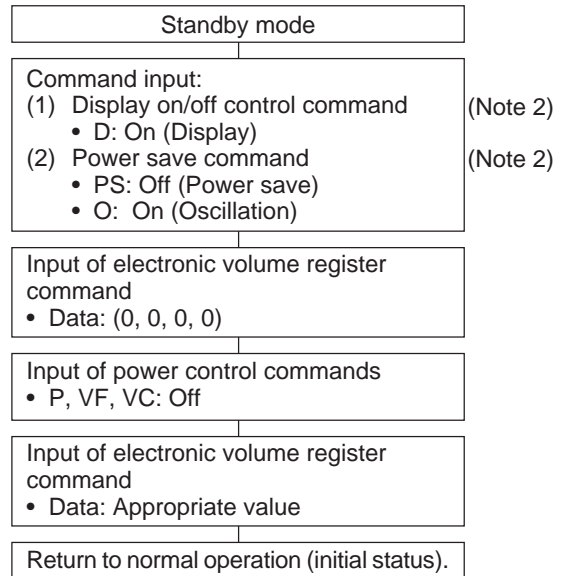 Standby mode
Command input:
(1) Display on/off control command (Note 2)
• D: On (Display)
(2) Power save command (Note 2)
• PS: Off (Power save)
• O: On (Oscillation)
Input of electronic volume register
command
• Data: (0, 0, 0, 0)
Input of power control commands
• P, VF, VC: Off
Input of electronic volume register
command
• Data: Appropriate value
Return to normal operation (initial status).